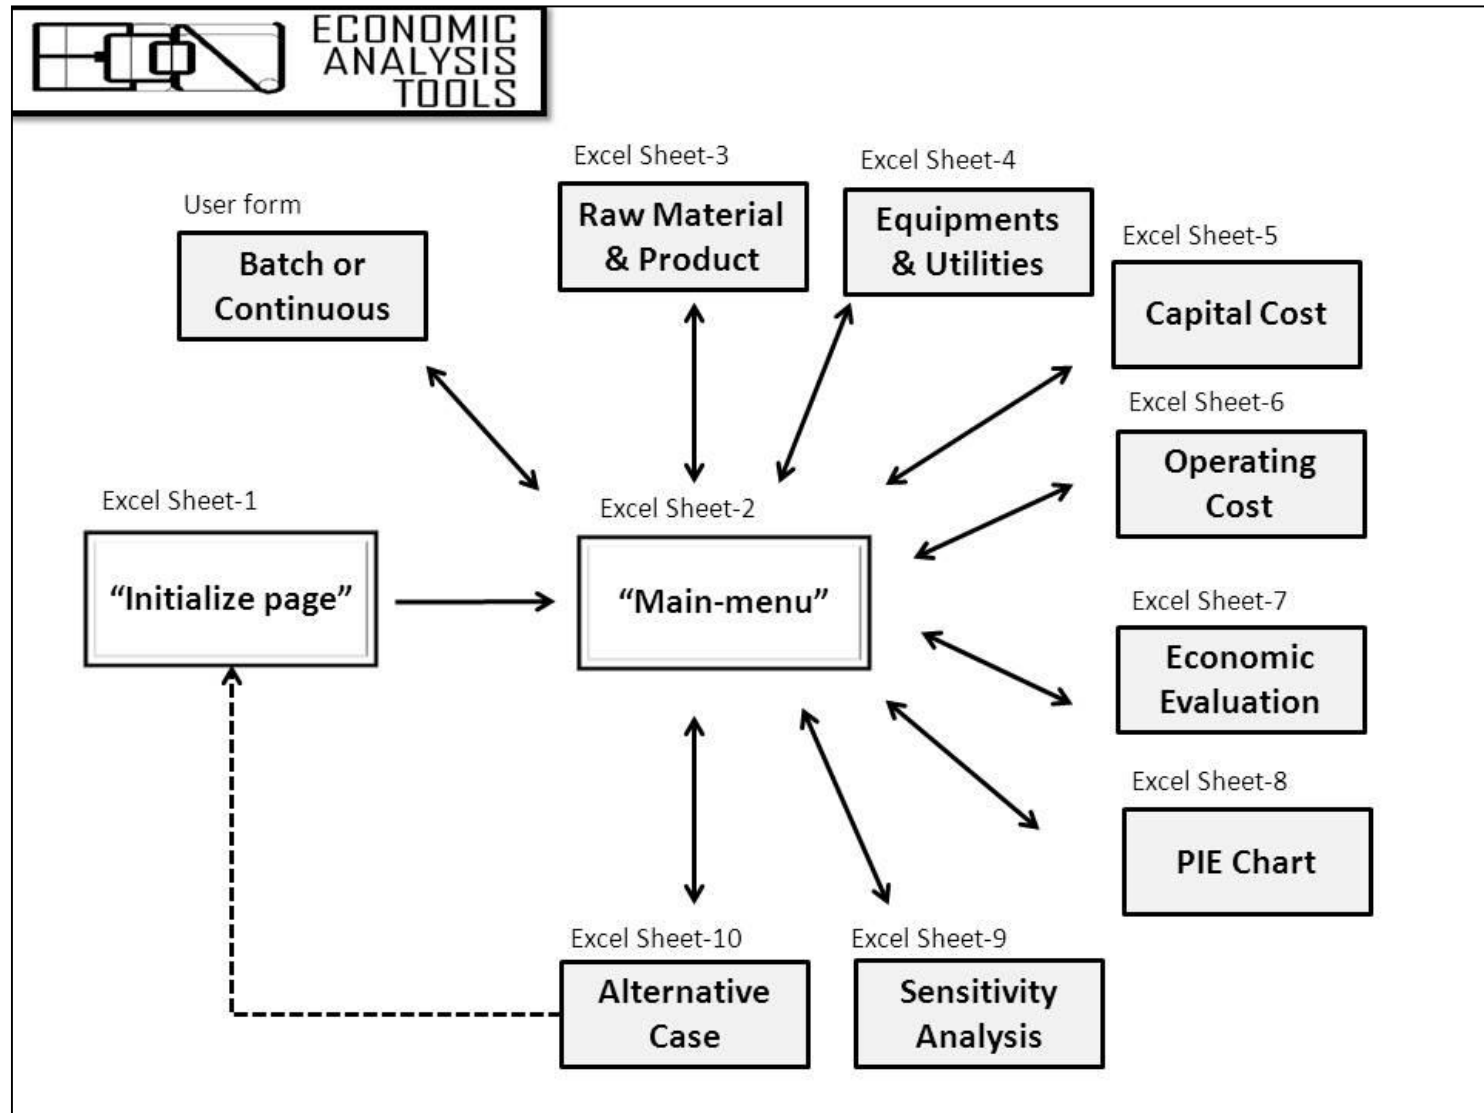 ECONOMIC
ANALYSIS
TOOLS
Excel Sheet-3
Raw Material
& Product
Excel Sheet-4
Equipments
& Utilities
User form
Batch or
Continuous
Excel Sheet-5
Capital Cost
Excel Sheet-6
Operating
Cost
Excel Sheet-1
“Initialize page”
Excel Sheet-2
“Main-menu”
Excel Sheet-7
Economic
Evaluation
Excel Sheet-8
PIE Chart
Excel Sheet-10
Alternative
Case
Excel Sheet-9
Sensitivity
Analysis